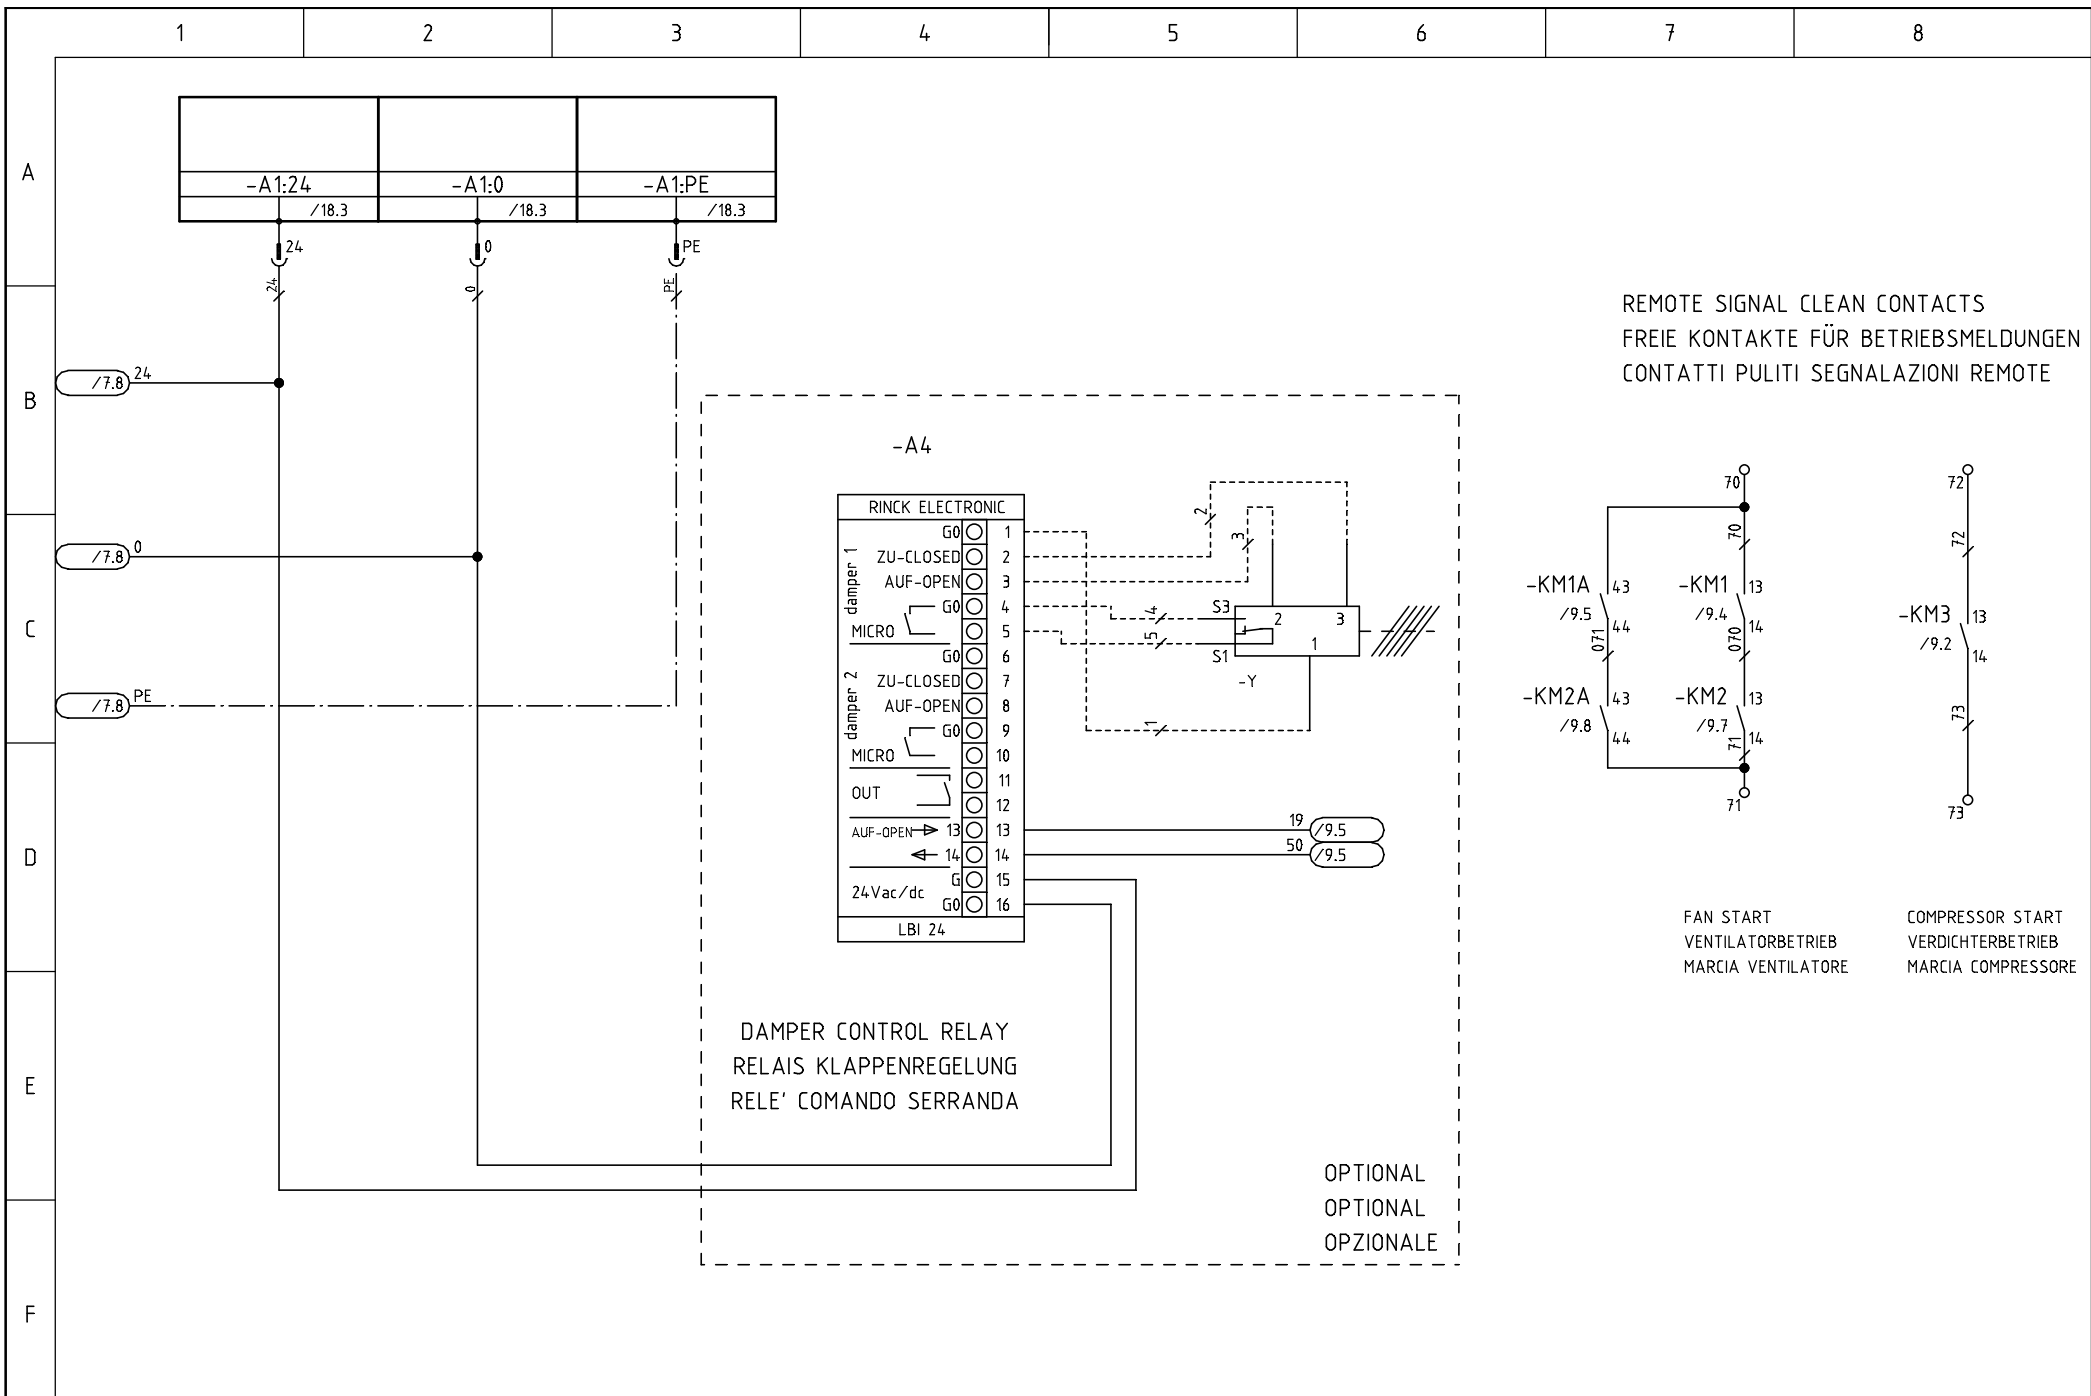 1 2 3 4 5 6 7 8
A
-A1:24 -A1:0 -A1:PE
/18.3 /18.3 /18.3
24 0 PE
24 0 PE
B
/7.8 24
/7.8 0
/7.8 PE
C
D
E
F
-A4
RINCK ELECTRONIC
damper 1
G0 1
ZU-CLOSED 2
AUF-OPEN 3
G0 4
MICRO 5
damper 2
G0 6
ZU-CLOSED 7
AUF-OPEN 8
G0 9
MICRO 10
11
OUT
12
AUF-OPEN 13 13
14 14
24Vac/dc
G 15
G0 16
LBI 24
2
3
4
5
1
S3
S1
2 3
1
-Y
19 /9.5
50 /9.5
DAMPER CONTROL RELAY
RELAIS KLAPPENREGELUNG
RELE' COMANDO SERRANDA
OPTIONAL
OPTIONAL
OPZIONALE
REMOTE SIGNAL CLEAN CONTACTS
FREIE KONTAKTE FÜR BETRIEBSMELDUNGEN
CONTATTI PULITI SEGNALAZIONI REMOTE
70
70
-KM1A 43
/9.5
44
071
-KM2A 43
/9.8
44
-KM1 13
/9.4
14
070
-KM2 13
/9.7
14
71
71
72
72
-KM3 13
/9.2
14
73
73
FAN START
VENTILATORBETRIEB
MARCIA VENTILATORE
COMPRESSOR START
VERDICHTERBETRIEB
MARCIA COMPRESSORE